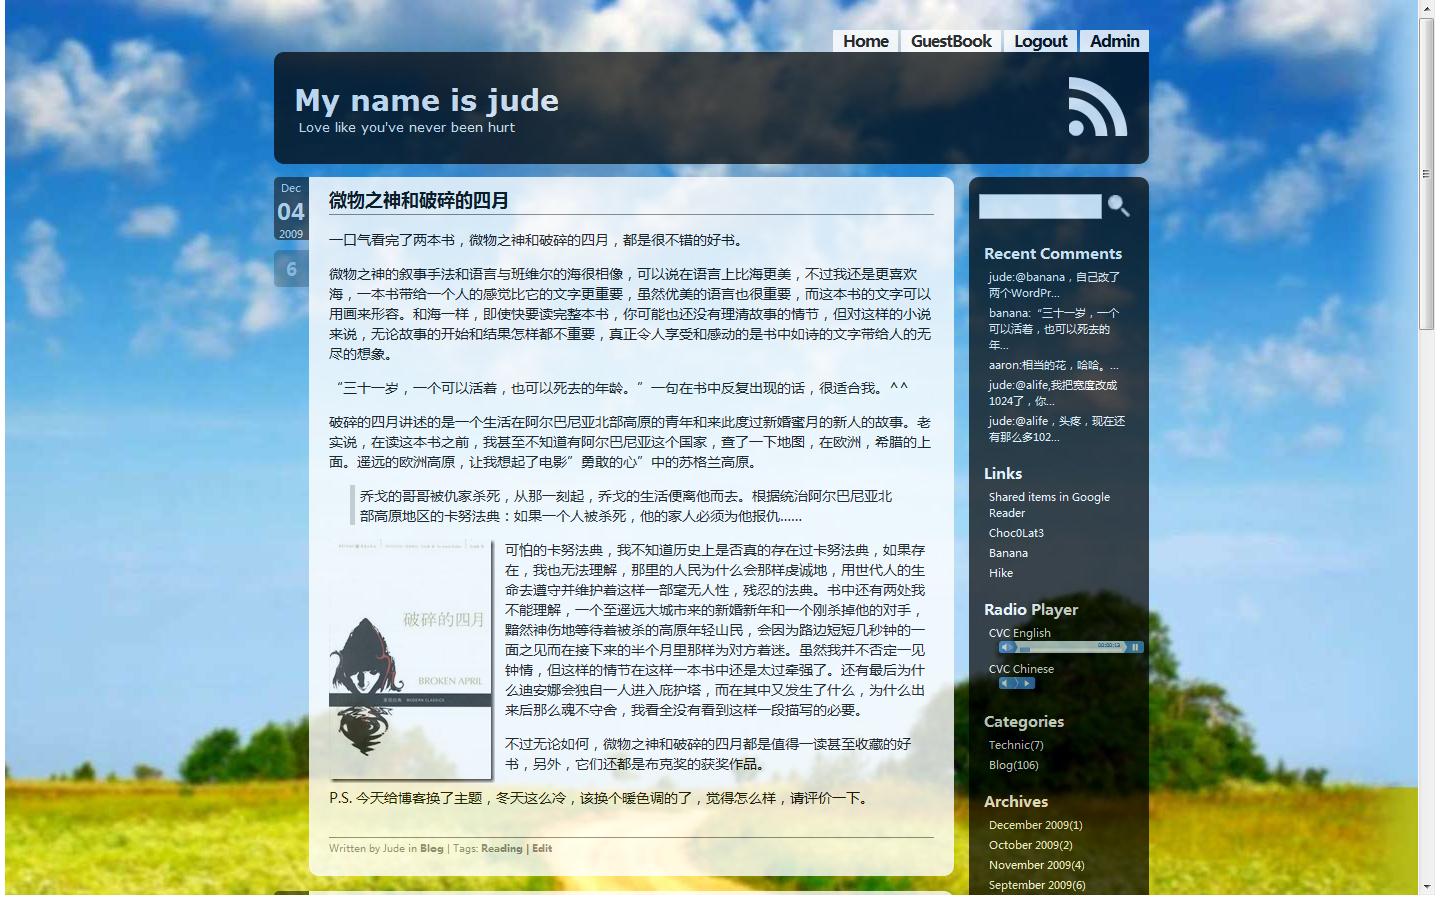 Home
GuestBook
Logout
Admin
My name is jude
Love like you've never been hurt
Dec
04
2009
6
微物之神和破碎的四月
一口气看完了两本书，微物之神和破碎的四月，都是很不错的好书。
微物之神的叙事手法和语言与班维尔的海很相像，可以说在语言上比海更美，不过我还是更喜欢
海，一本书带给一个人的感觉比它的文字更重要，虽然优美的语言也很重要，而这本书的文字可以
用画来形容。和海一样，即使快要读完整本书，你可能也还没有理清故事的情节，但对这样的小说
来说，无论故事的开始和结果怎样都不重要，真正令人享受和感动的是书中如诗的文字带给人的无
尽的想象。
“三十一岁，一个可以活着，也可以死去的年龄。”一句在书中反复出现的话，很适合我。^^
破碎的四月讲述的是一个生活在阿尔巴尼亚北部高原的青年和来此度过新婚蜜月的新人的故事。老
实说，在读这本书之前，我甚至不知道有阿尔巴尼亚这个国家，查了一下地图，在欧洲，希腊的上
面。遥远的欧洲高原，让我想起了电影”勇敢的心”中的苏格兰高原。
乔戈的哥哥被仇家杀死，从那一刻起，乔戈的生活便离他而去。根据统治阿尔巴尼亚北
部高原地区的卡努法典：如果一个人被杀死，他的家人必须为他报仇……
破碎的四月
BROKEN APRIL
MODERN CLASSICS
可怕的卡努法典，我不知道历史上是否真的存在过卡努法典，如果存
在，我也无法理解，那里的人民为什么会那样虔诚地，用世代人的生
命去遵守并维护着这样一部毫无人性，残忍的法典。书中还有两处我
不能理解，一个至遥远大城市来的新婚新年和一个刚杀掉他的对手，
黯然神伤地等待着被杀的高原年轻山民，会因为路边短短几秒钟的一
面之见而在接下来的半个月里那样为对方着迷。虽然我并不否定一见
钟情，但这样的情节在这样一本书中还是太过牵强了。还有最后为什
么迪安娜会独自一人进入庇护塔，而在其中又发生了什么，为什么出
来后那么魂不守舍，我看全没有看到这样一段描写的必要。
不过无论如何，微物之神和破碎的四月都是值得一读甚至收藏的好
书，另外，它们还都是布克奖的获奖作品。
P.S. 今天给博客换了主题，冬天这么冷，该换个暖色调的了，觉得怎么样，请评价一下。
Written by Jude in Blog | Tags: Reading | Edit
Recent Comments
jude:@banana，自己改了
两个WordPr...
banana:“三十一岁，一个
可以活着，也可以死去的
年...
aaron:相当的花，哈哈。...
jude:@alife,我把宽度改成
1024了，你...
jude:@alife，头疼，现在还
有那么多102...
Links
Shared items in Google
Reader
Choc0Lat3
Banana
Hike
Radio Player
CVC English
00:00:13
CVC Chinese
Categories
Technic(7)
Blog(106)
Archives
December 2009(1)
October 2009(2)
November 2009(4)
September 2009(6)